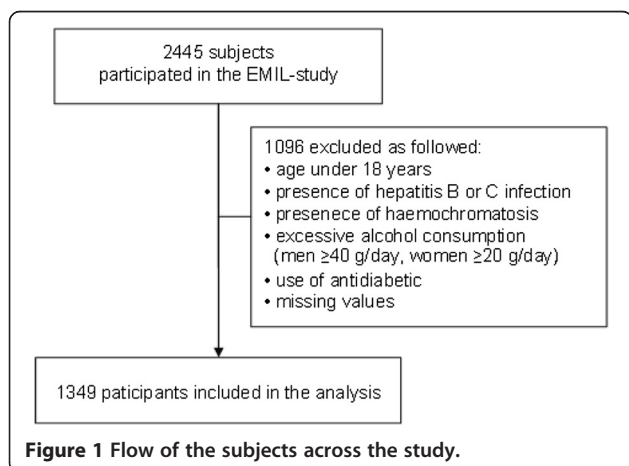 2445 subjects
participated in the EMIL-study
1096 excluded as followed:
• age under 18 years
• presence of hepatitis B or C infection
• presenece of haemochromatosis
• excessive alcohol consumption
(men ≥40 g/day, women ≥20 g/day)
• use of antidiabetic
• missing values
1349 paticipants included in the analysis
Figure 1 Flow of the subjects across the study.